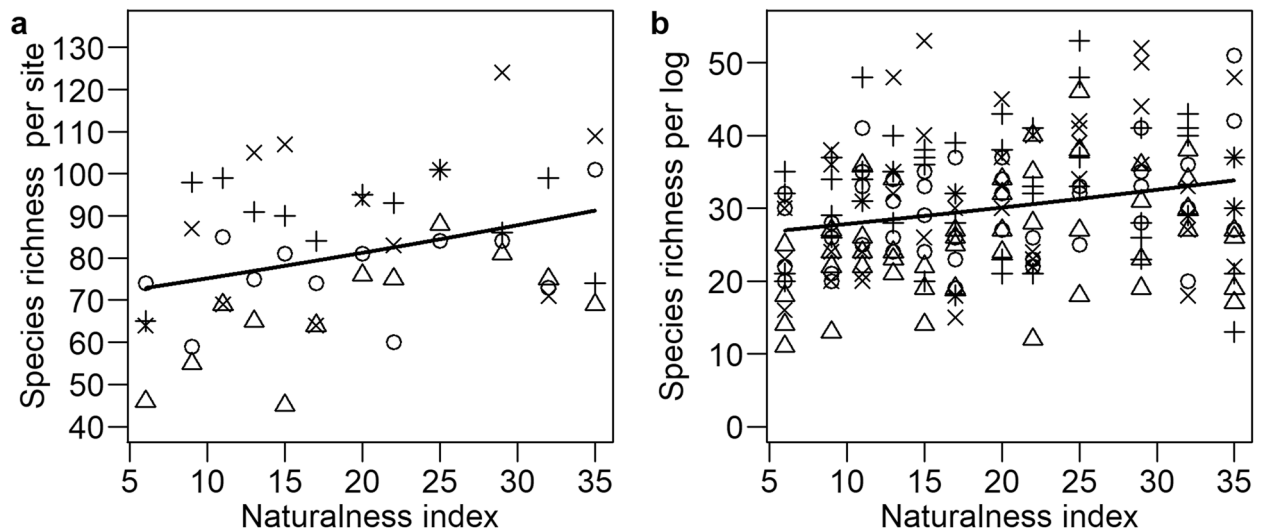 a
Species richness per site
130
120
110
100
90
80
70
60
50
40
5 10 15 20 25 30 35
Naturalness index
b
Species richness per log
50
40
30
20
10
0
5 10 15 20 25 30 35
Naturalness index